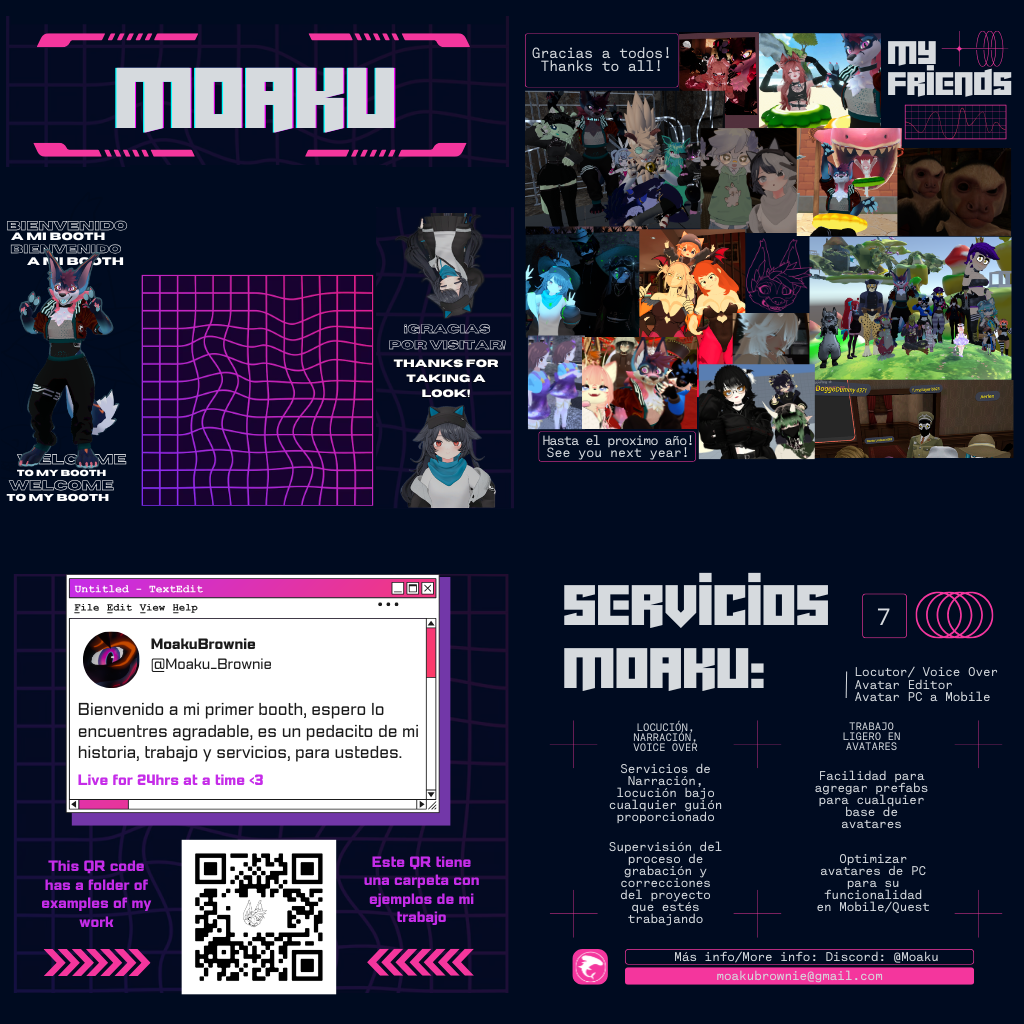 MOAKU
BIENVENIDO
A MI BOOTH
BIENVENIDO
A MI BOOTH
WELCOME
TO MY BOOTH
WELCOME
TO MY BOOTH
¡GRACIAS
POR VISITAR!
THANKS FOR
TAKING A
LOOK!
Gracias a todos!
Thanks to all!
MY
FRIENDS
DoggoDummy 4371
Hasta el proximo año!
See you next year!
Untitled - TextEdit
File Edit View Help
MoakuBrownie
@Moaku_Brownie
Bienvenido a mi primer booth, espero lo
encuentres agradable, es un pedacito de mi
historia, trabajo y servicios, para ustedes.
Live for 24hrs at a time <3
This QR code
has a folder of
examples of my
work
Este QR tiene
una carpeta con
ejemplos de mi
trabajo
SERVICIOS
MOAKU:
7
Locutor/ Voice Over
Avatar Editor
Avatar PC a Mobile
LOCUCIÓN,
NARRACIÓN,
VOICE OVER
Servicios de
Narración,
locución bajo
cualquier guión
proporcionado
Supervisión del
proceso de
grabación y
correcciones
del proyecto
que estés
trabajando
TRABAJO
LIGERO EN
AVATARES
Facilidad para
agregar prefabs
para cualquier
base de
avatares
Optimizar
avatares de PC
para su
funcionalidad
en Mobile/Quest
Más info/More info: Discord: @Moaku
moakubrownie@gmail.com